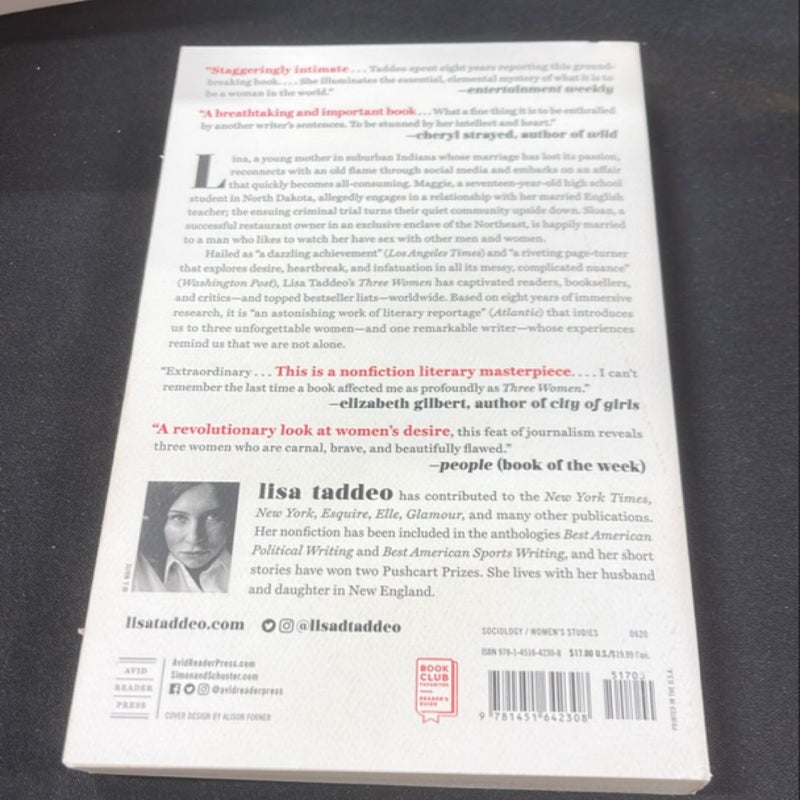 "Staggeringly intimate... Taddeo spent eight years reporting this ground-
breaking book.... She illuminates the essential, elemental mystery of what it is to
be a woman in the world."
—entertainment weekly
"A breathtaking and important book... What a fine thing it is to be enthralled
by another writer's sentences. To be stunned by her intellect and heart."
—cheryl strayed, author of wild
Lina, a young mother in suburban Indiana whose marriage has lost its passion,
reconnects with an old flame through social media and embarks on an affair
that quickly becomes all-consuming. Maggie, a seventeen-year-old high school
student in North Dakota, allegedly engages in a relationship with her married English
teacher; the ensuing criminal trial turns their quiet community upside down. Sloan, a
successful restaurant owner in an exclusive enclave of the Northeast, is happily married
to a man who likes to watch her have sex with other men and women.
Hailed as "a dazzling achievement" (Los Angeles Times) and "a riveting page-turner
that explores desire, heartbreak, and infatuation in all its messy, complicated nuance"
(Washington Post), Lisa Taddeo's Three Women has captivated readers, booksellers,
and critics—and topped bestseller lists—worldwide. Based on eight years of immersive
research, it is "an astonishing work of literary reportage" (Atlantic) that introduces
us to three unforgettable women—and one remarkable writer—whose experiences
remind us that we are not alone.
"Extraordinary... This is a nonfiction literary masterpiece.... I can't
remember the last time a book affected me as profoundly as Three Women."
—elizabeth gilbert, author of city of girls
"A revolutionary look at women's desire, this feat of journalism reveals
three women who are carnal, brave, and beautifully flawed."
—people (book of the week)
lisa taddeo has contributed to the New York Times,
New York, Esquire, Elle, Glamour, and many other publications.
Her nonfiction has been included in the anthologies Best American
Political Writing and Best American Sports Writing, and her short
stories have won two Pushcart Prizes. She lives with her husband
and daughter in New England.
lisataddeo.com @lisadtaddeo
SOCIOLOGY/WOMEN'S STUDIES 0620
ISBN 978-1-4516-4230-8 $17.00 U.S./$19.99 Can.
AVID
READER
PRESS
AvidReaderPress.com
SimonandSchuster.com
@avidreaderpress
COVER DESIGN BY ALISON FORNER
BOOK
CLUB
FAVORITES
READER'S
GUIDE
9 781451 642308
5170
PRINTED IN THE U.S.A.